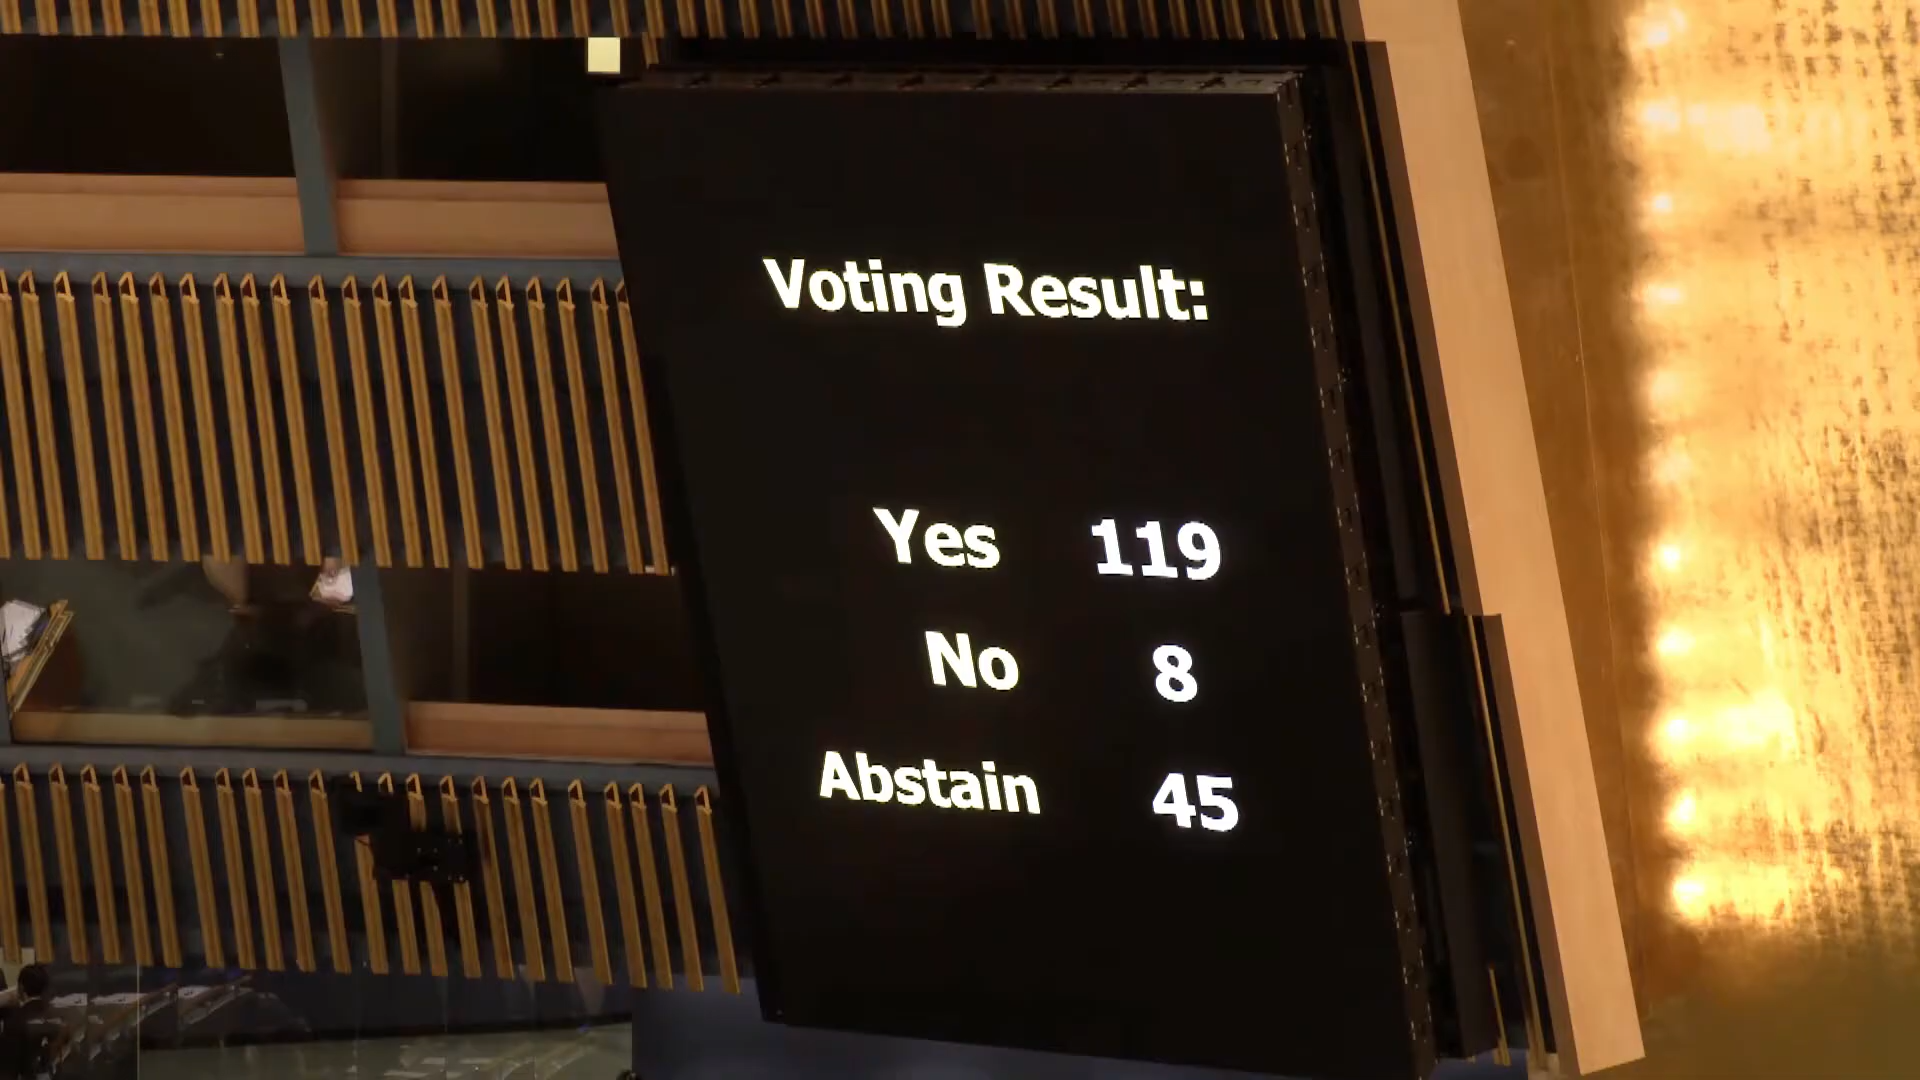 Voting Result:
Yes 119
No 8
Abstain 45